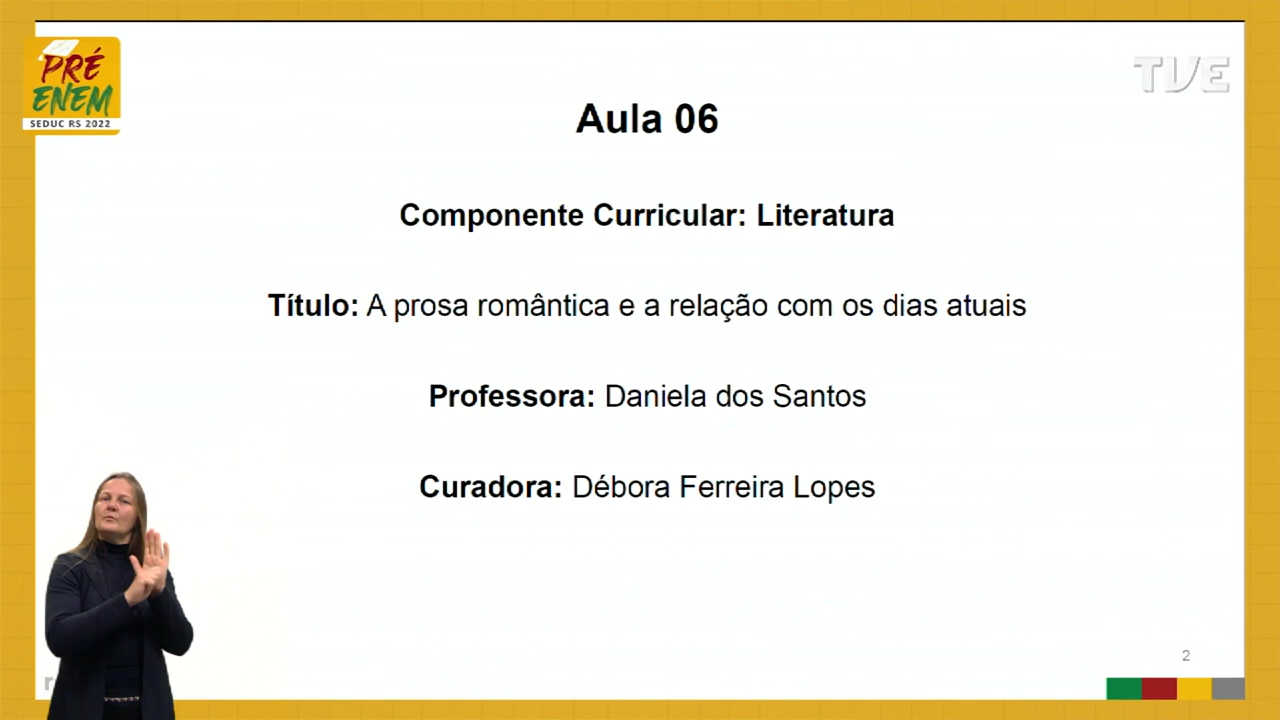 PRÉ
ENEM
SEDUC RS 2022
TVE
Aula 06
Componente Curricular: Literatura
Título: A prosa romântica e a relação com os dias atuais
Professora: Daniela dos Santos
Curadora: Débora Ferreira Lopes
2